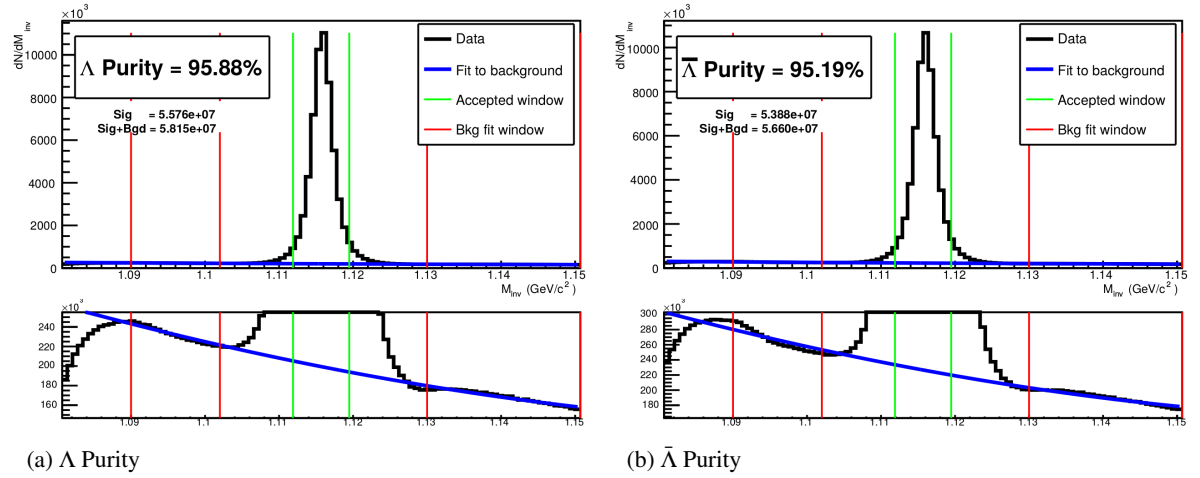 ×10³
dN/dM inv
10000
8000
6000
4000
2000
0
Λ Purity = 95.88%
Sig = 5.576e+07
Sig+Bgd = 5.815e+07
Data
Fit to background
Accepted window
Bkg fit window
1.09 1.1 1.11 1.12 1.13 1.14 1.15
M inv (GeV/c²)
×10³
240
220
200
180
160
1.09 1.1 1.11 1.12 1.13 1.14 1.15
(a) Λ Purity
×10³
dN/dM inv
10000
8000
6000
4000
2000
0
Λ̅ Purity = 95.19%
Sig = 5.388e+07
Sig+Bgd = 5.660e+07
Data
Fit to background
Accepted window
Bkg fit window
1.09 1.1 1.11 1.12 1.13 1.14 1.15
M inv (GeV/c²)
×10³
300
280
260
240
220
200
180
1.09 1.1 1.11 1.12 1.13 1.14 1.15
(b) Λ̅ Purity